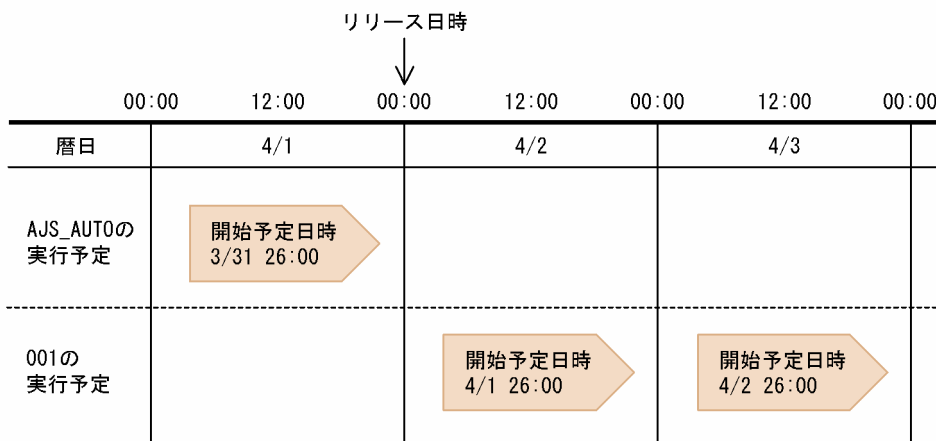 リリース日時
00:00 12:00 00:00 12:00 00:00 12:00 00:00
暦日 4/1 4/2 4/3
AJS_AUTOの
実行予定
開始予定日時
3/31 26:00
001の
実行予定
開始予定日時
4/1 26:00
開始予定日時
4/2 26:00